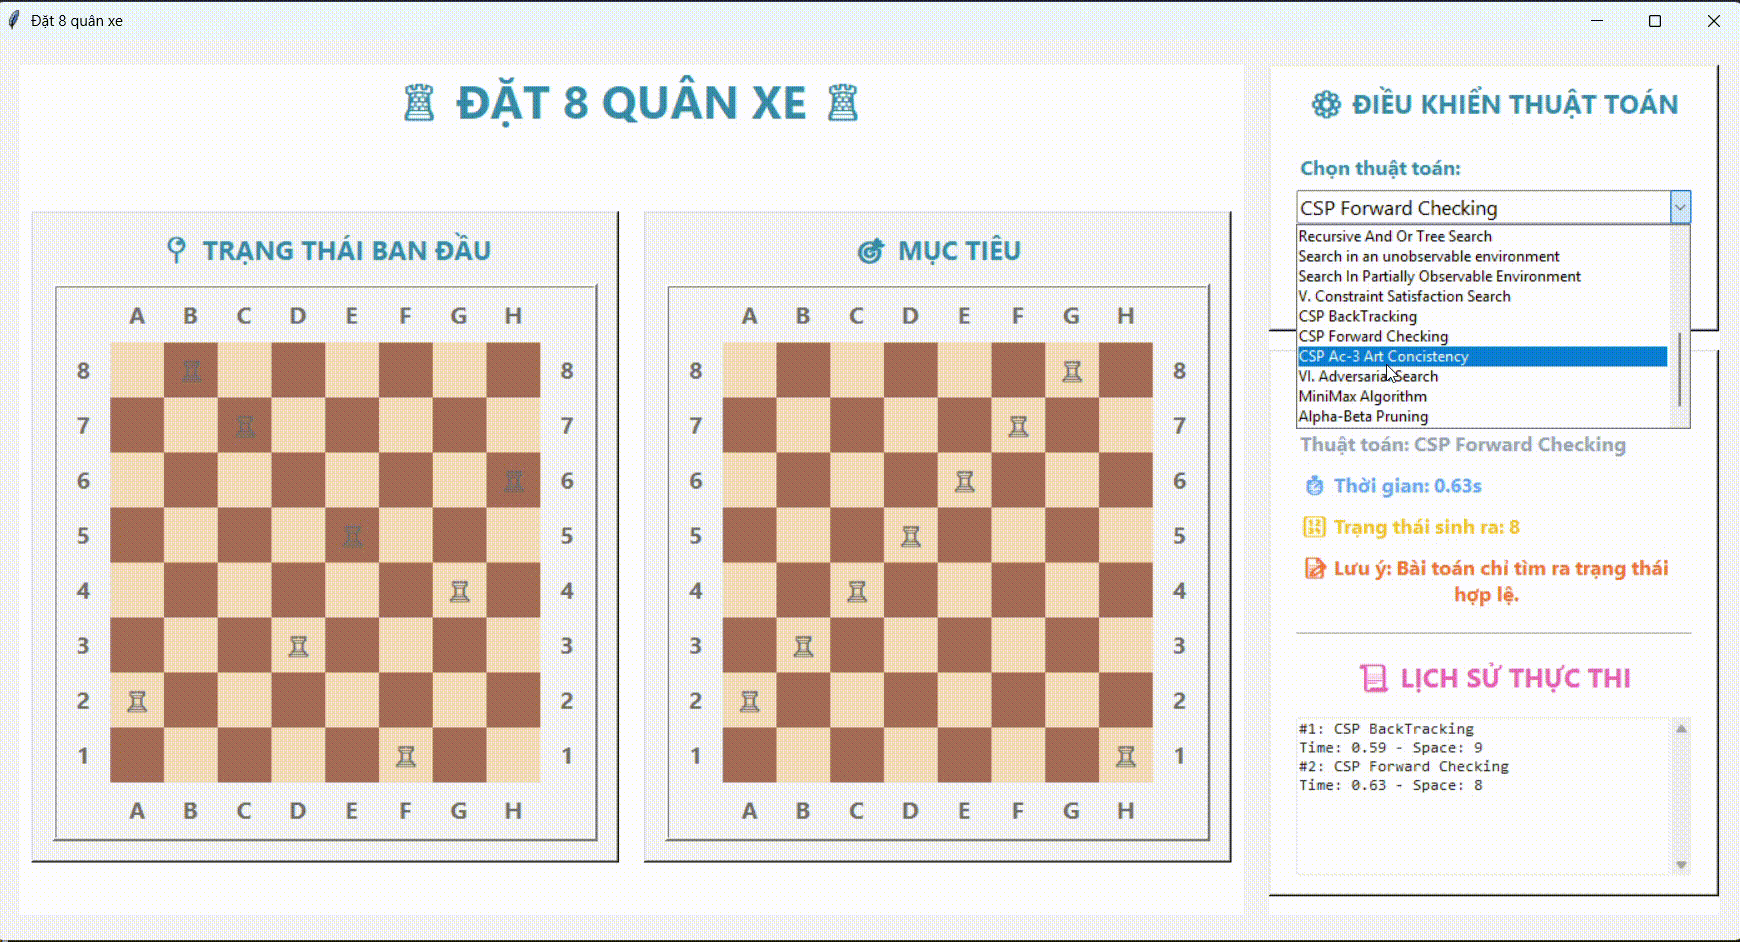 Đặt 8 quân xe
ĐẶT 8 QUÂN XE
TRẠNG THÁI BAN ĐẦU
A B C D E F G H
8 8
7 7
6 6
5 5
4 4
3 3
2 2
1 1
A B C D E F G H
MỤC TIÊU
A B C D E F G H
8 8
7 7
6 6
5 5
4 4
3 3
2 2
1 1
A B C D E F G H
ĐIỀU KHIỂN THUẬT TOÁN
Chọn thuật toán:
CSP Forward Checking
Recursive And Or Tree Search
Search in an unobservable environment
Search In Partially Observable Environment
V. Constraint Satisfaction Search
CSP BackTracking
CSP Forward Checking
CSP Ac-3 Art Concistency
VI. Adversarial Search
MiniMax Algorithm
Alpha-Beta Pruning
Thuật toán: CSP Forward Checking
Thời gian: 0.63s
Trạng thái sinh ra: 8
Lưu ý: Bài toán chỉ tìm ra trạng thái
hợp lệ.
LỊCH SỬ THỰC THI
#1: CSP BackTracking
Time: 0.59 - Space: 9
#2: CSP Forward Checking
Time: 0.63 - Space: 8